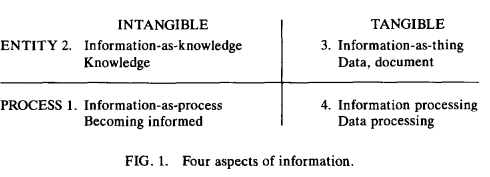 INTANGIBLE TANGIBLE
ENTITY 2. Information-as-knowledge 3. Information-as-thing
Knowledge Data, document
PROCESS 1. Information-as-process 4. Information processing
Becoming informed Data processing
FIG. 1. Four aspects of information.